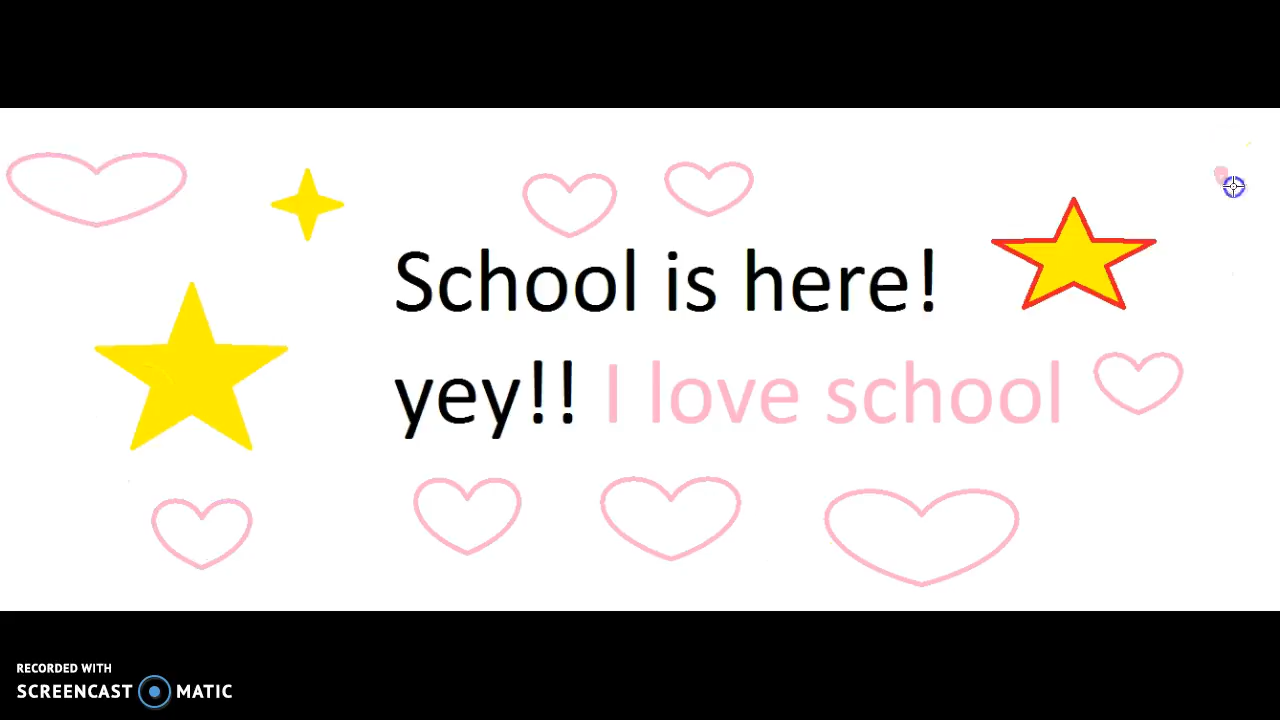 School is here!
yey!! I love school
RECORDED WITH
SCREENCAST MATIC